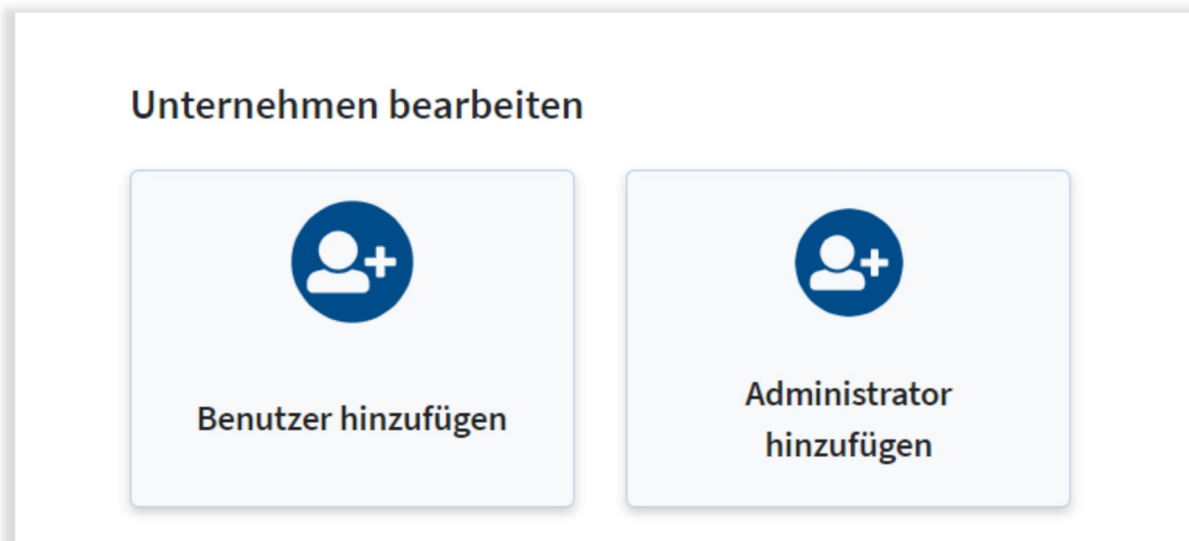 Unternehmen bearbeiten
Benutzer hinzufügen
Administrator
hinzufügen